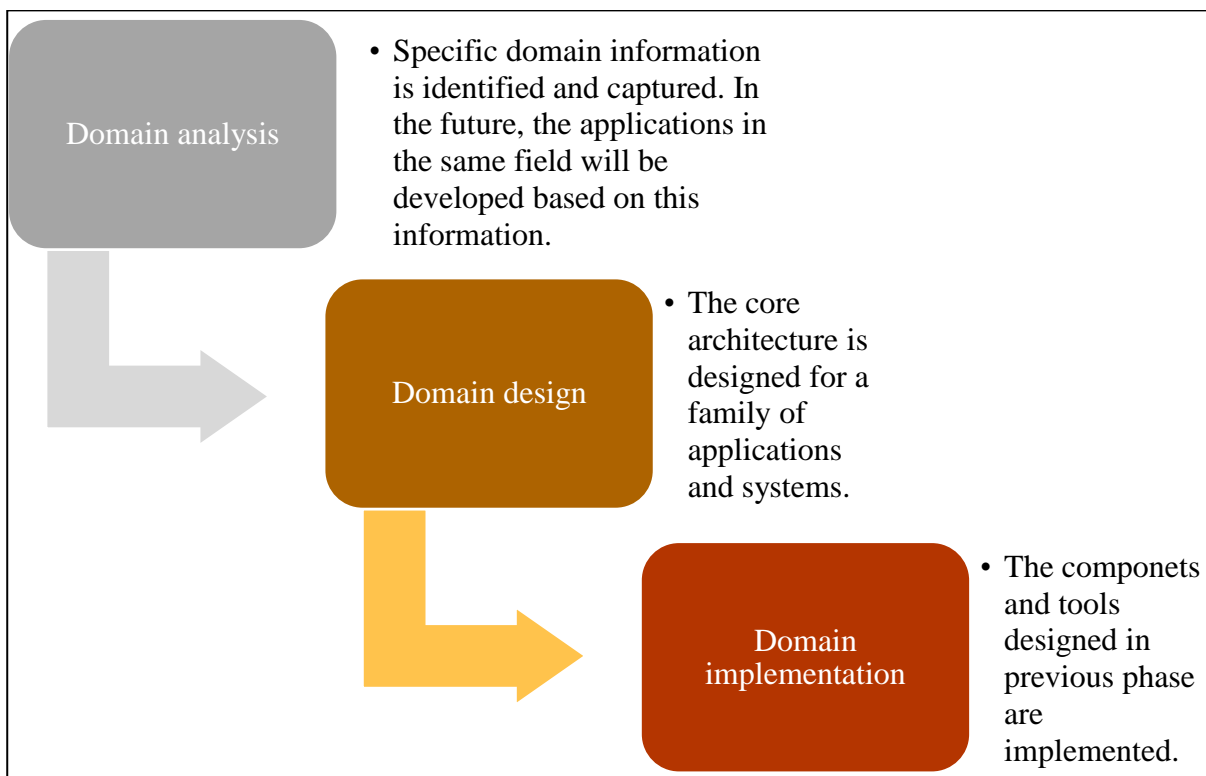 Domain analysis
• Specific domain information
is identified and captured. In
the future, the applications in
the same field will be
developed based on this
information.
Domain design
• The core
architecture is
designed for a
family of
applications
and systems.
Domain
implementation
• The componets
and tools
designed in
previous phase
are
implemented.